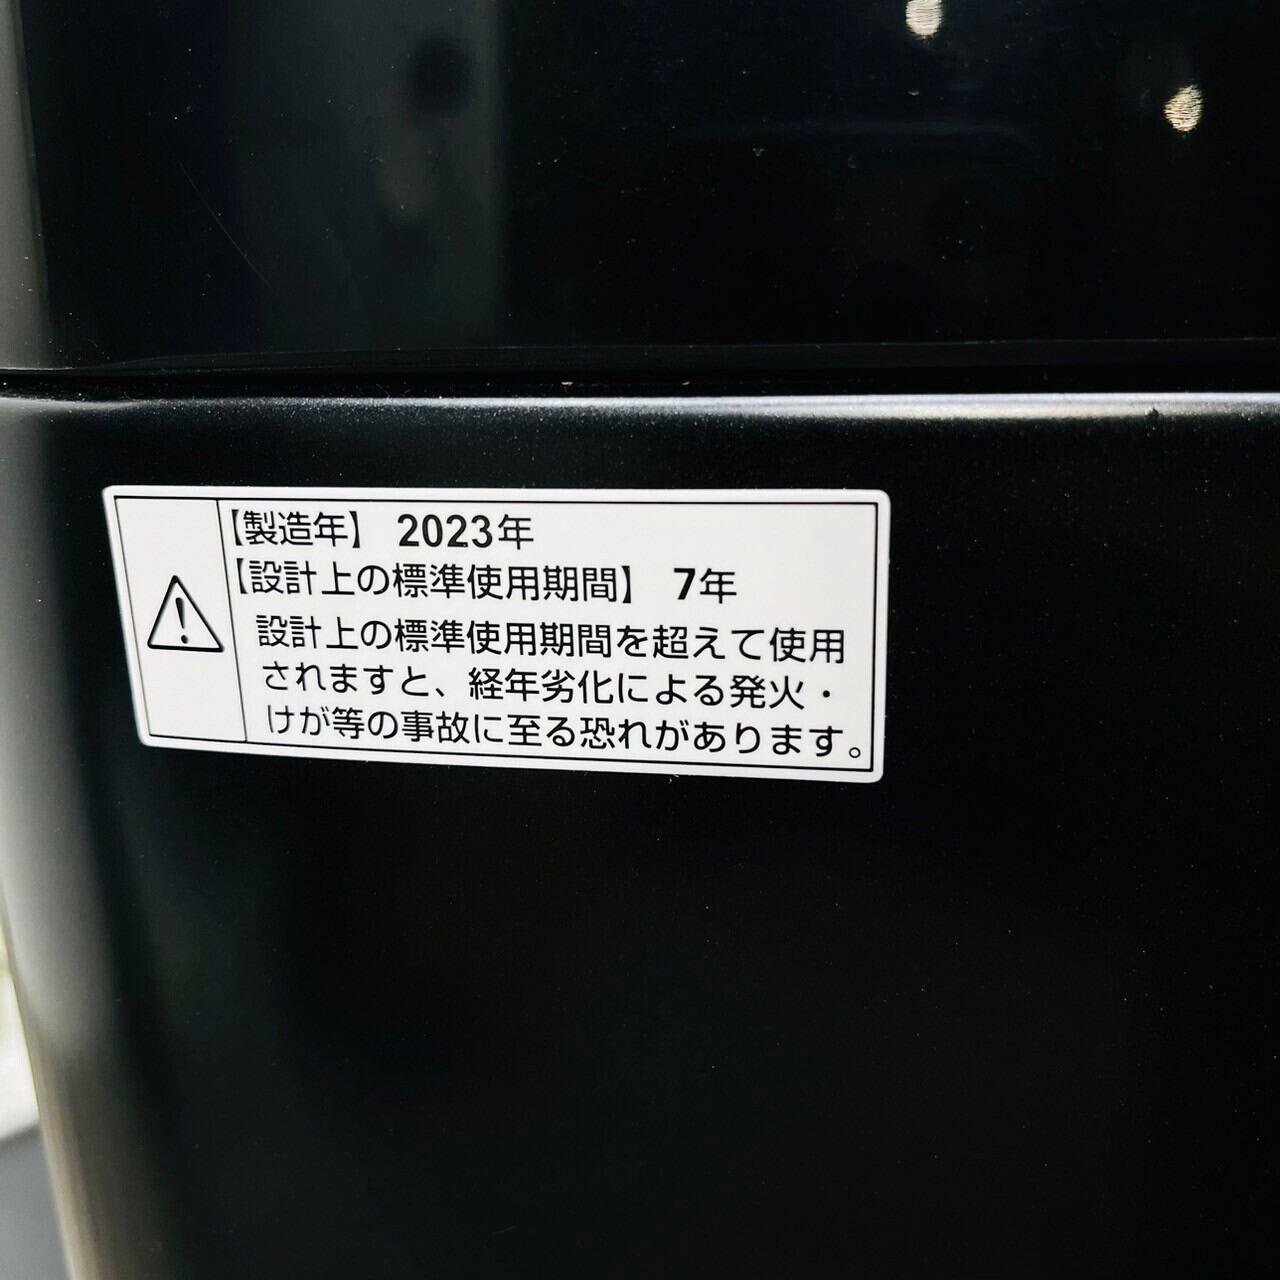 【製造年】 2023年
【設計上の標準使用期間】 7年
設計上の標準使用期間を超えて使用
されますと、経年劣化による発火・
けが等の事故に至る恐れがあります。